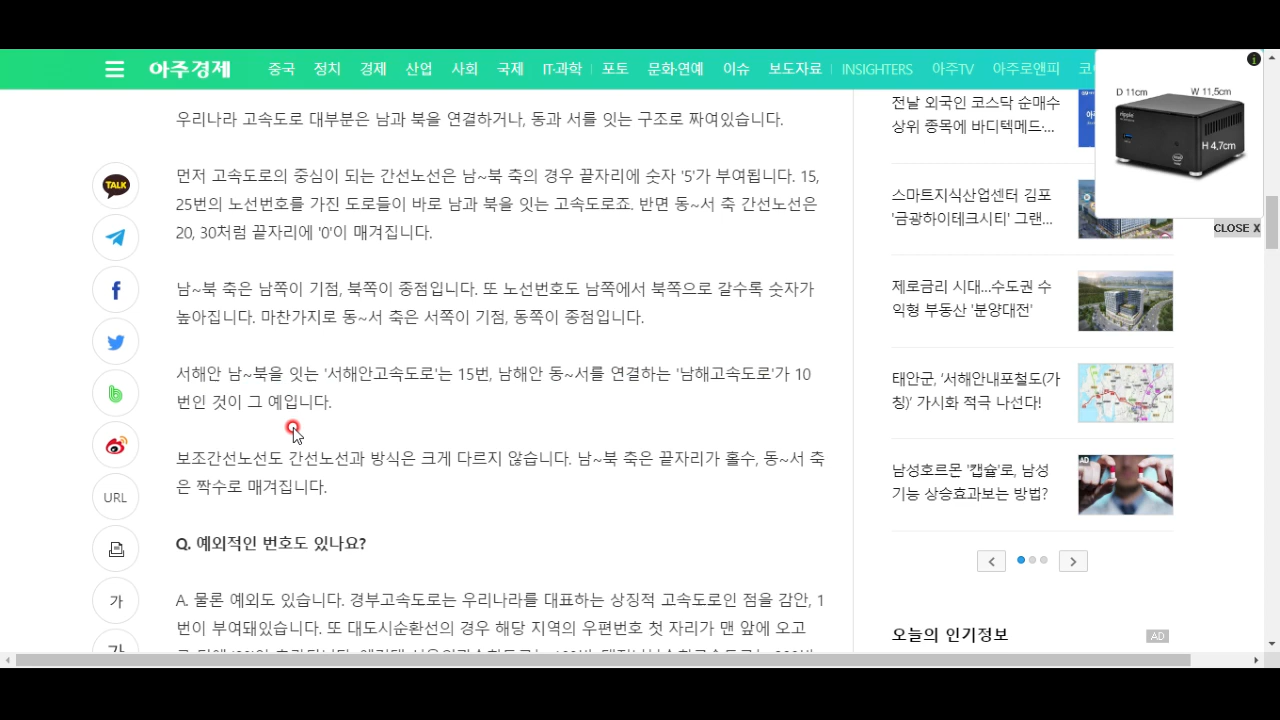 아주경제 중국 정치 경제 산업 사회 국제 IT·과학 포토 문화·연예 이슈 보도자료 INSIGHTERS 아주TV 아주로앤피
우리나라 고속도로 대부분은 남과 북을 연결하거나, 동과 서를 잇는 구조로 짜여있습니다.
먼저 고속도로의 중심이 되는 간선노선은 남~북 축의 경우 끝자리에 숫자 '5'가 부여됩니다. 15,
25번의 노선번호를 가진 도로들이 바로 남과 북을 잇는 고속도로죠. 반면 동~서 축 간선노선은
20, 30처럼 끝자리에 '0'이 매겨집니다.
남~북 축은 남쪽이 기점, 북쪽이 종점입니다. 또 노선번호도 남쪽에서 북쪽으로 갈수록 숫자가
높아집니다. 마찬가지로 동~서 축은 서쪽이 기점, 동쪽이 종점입니다.
서해안 남~북을 잇는 '서해안고속도로'는 15번, 남해안 동~서를 연결하는 '남해고속도로'가 10
번인 것이 그 예입니다.
보조간선노선도 간선노선과 방식은 크게 다르지 않습니다. 남~북 축은 끝자리가 홀수, 동~서 축
은 짝수로 매겨집니다.
Q. 예외적인 번호도 있나요?
A. 물론 예외도 있습니다. 경부고속도로는 우리나라를 대표하는 상징적 고속도로인 점을 감안, 1
번이 부여돼있습니다. 또 대도시순환선의 경우 해당 지역의 우편번호 첫 자리가 맨 앞에 오고
TALK
URL
가
전날 외국인 코스닥 순매수
상위 종목에 바디텍메드·...
스마트지식산업센터 김포
'금광하이테크시티' 그랜...
제로금리 시대...수도권 수
익형 부동산 '분양대전'
태안군, '서해안내포철도(가
칭)' 가시화 적극 나선다!
남성호르몬 '캡슐'로, 남성
기능 상승효과보는 방법?
AD
오늘의 인기정보 AD
D 11cm W 11,5cm
H 4,7cm
CLOSE X